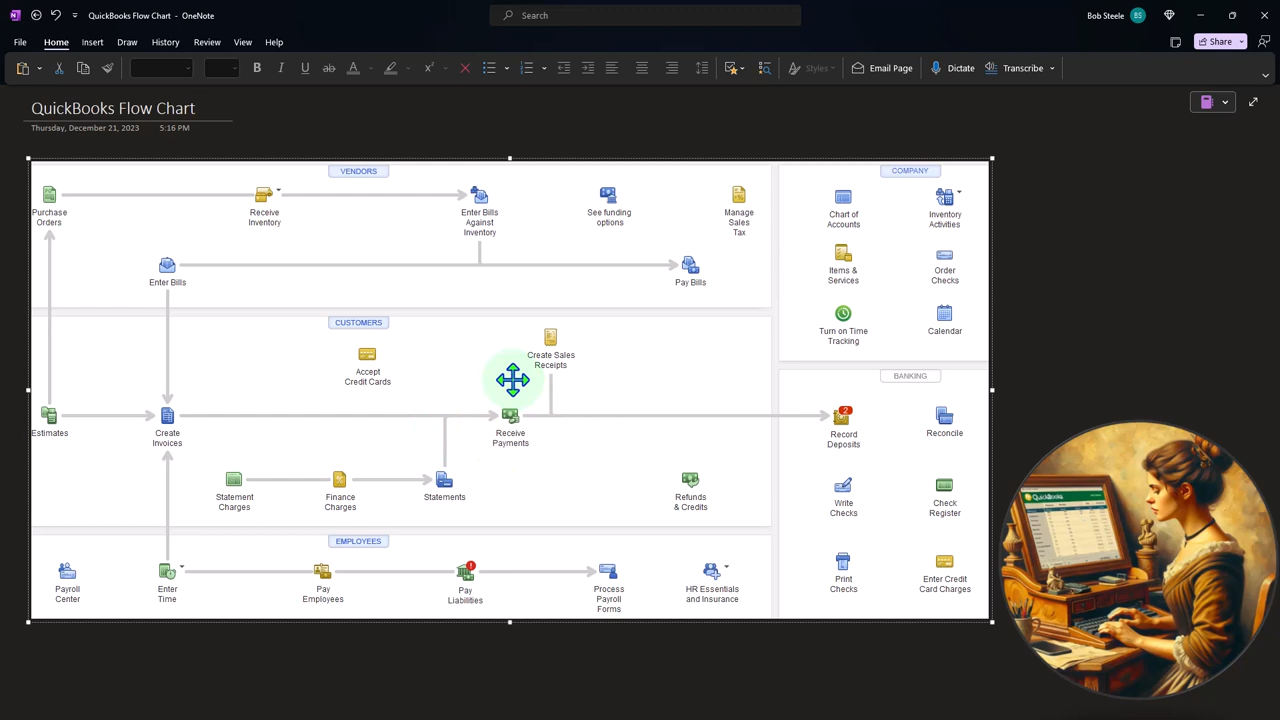 QuickBooks Flow Chart - OneNote
Search
Bob Steele
BS
File
Home
Insert
Draw
History
Review
View
Help
Share
Styles
Email Page
Dictate
Transcribe
QuickBooks Flow Chart
Thursday, December 21, 2023
5:16 PM
VENDORS
Purchase
Orders
Receive
Inventory
Enter Bills
Against
Inventory
See funding
options
Manage
Sales
Tax
Enter Bills
Pay Bills
CUSTOMERS
Create Sales
Receipts
Accept
Credit Cards
Estimates
Create
Invoices
Receive
Payments
Statement
Charges
Finance
Charges
Statements
Refunds
& Credits
EMPLOYEES
Payroll
Center
Enter
Time
Pay
Employees
Pay
Liabilities
Process
Payroll
Forms
HR Essentials
and Insurance
COMPANY
Chart of
Accounts
Inventory
Activities
Items &
Services
Order
Checks
Turn on Time
Tracking
Calendar
BANKING
2
Record
Deposits
Reconcile
Write
Checks
Check
Register
Print
Checks
Enter Credit
Card Charges
QuickBooks